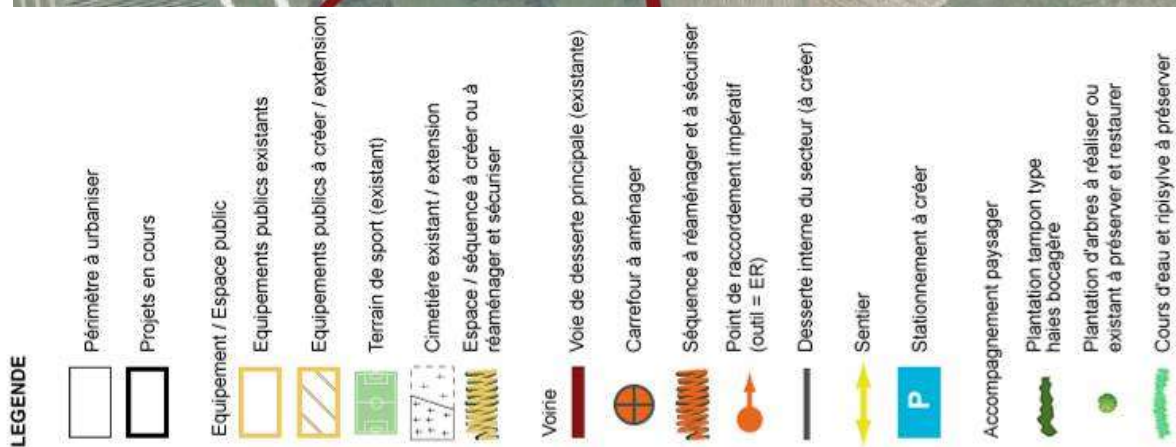 LEGENDE
Périmètre à urbaniser
Projets en cours
Equipement / Espace public
Equipements publics existants
Equipements publics à créer / extension
Terrain de sport (existant)
Cimetière existant / extension
Espace / séquence à créer ou à
réaménager et sécuriser
Voirie
Voie de desserte principale (existante)
Carrefour à aménager
Séquence à réaménager et à sécuriser
Point de raccordement impératif
(outil = ER)
Desserte interne du secteur (à créer)
Sentier
P
Stationnement à créer
Accompagnement paysager
Plantation tampon type
haies bocagère
Plantation d'arbres à réaliser ou
existant à préserver et restaurer
Cours d'eau et ripisylve à préserver